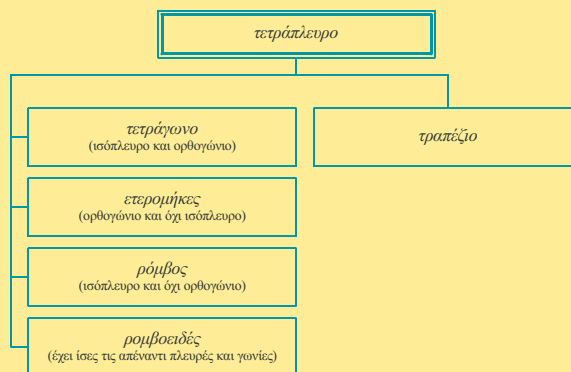 τετράπλευρο
τετράγωνο
(ισόπλευρο και ορθογώνιο)
τραπέζιο
ετερομήκες
(ορθογώνιο και όχι ισόπλευρο)
ρόμβος
(ισόπλευρο και όχι ορθογώνιο)
ρομβοειδές
(έχει ίσες τις απέναντι πλευρές και γωνίες)